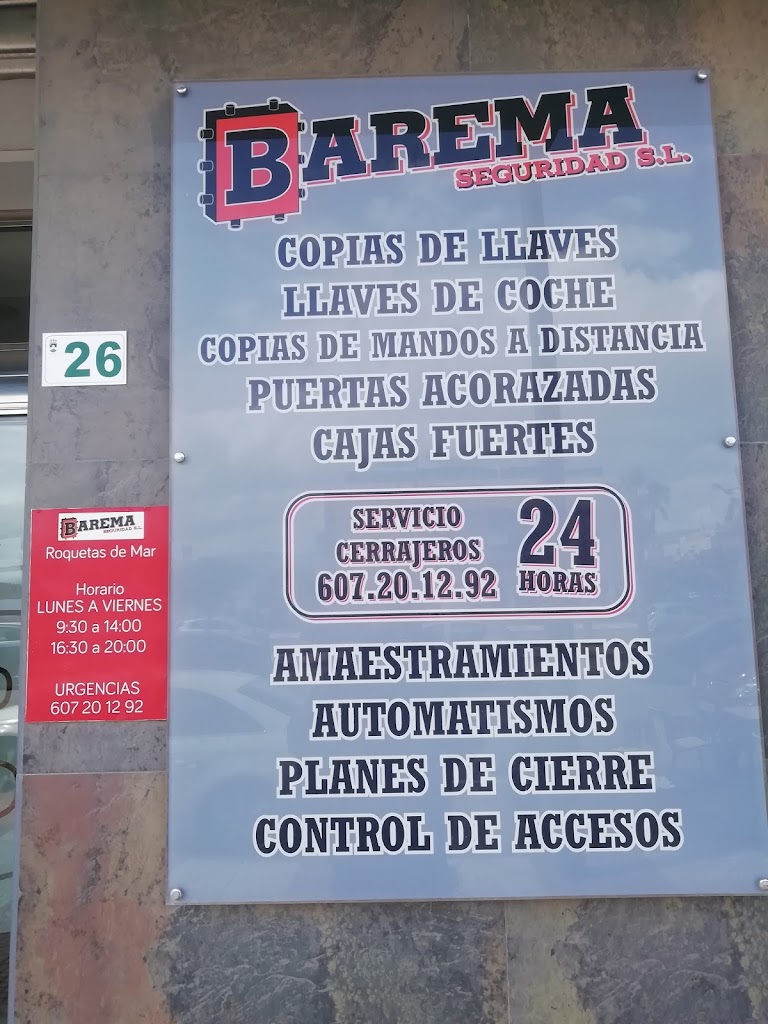 BAREMA
SEGURIDAD S.L.
COPIAS DE LLAVES
LLAVES DE COCHE
COPIAS DE MANDOS A DISTANCIA
PUERTAS ACORAZADAS
CAJAS FUERTES
SERVICIO
CERRAJEROS
607.20.12.92
24
HORAS
AMAESTRAMIENTOS
AUTOMATISMOS
PLANES DE CIERRE
CONTROL DE ACCESOS
26
BAREMA
SEGURIDAD S.L.
Roquetas de Mar
Horario
LUNES A VIERNES
9:30 a 14:00
16:30 a 20:00
URGENCIAS
607 20 12 92